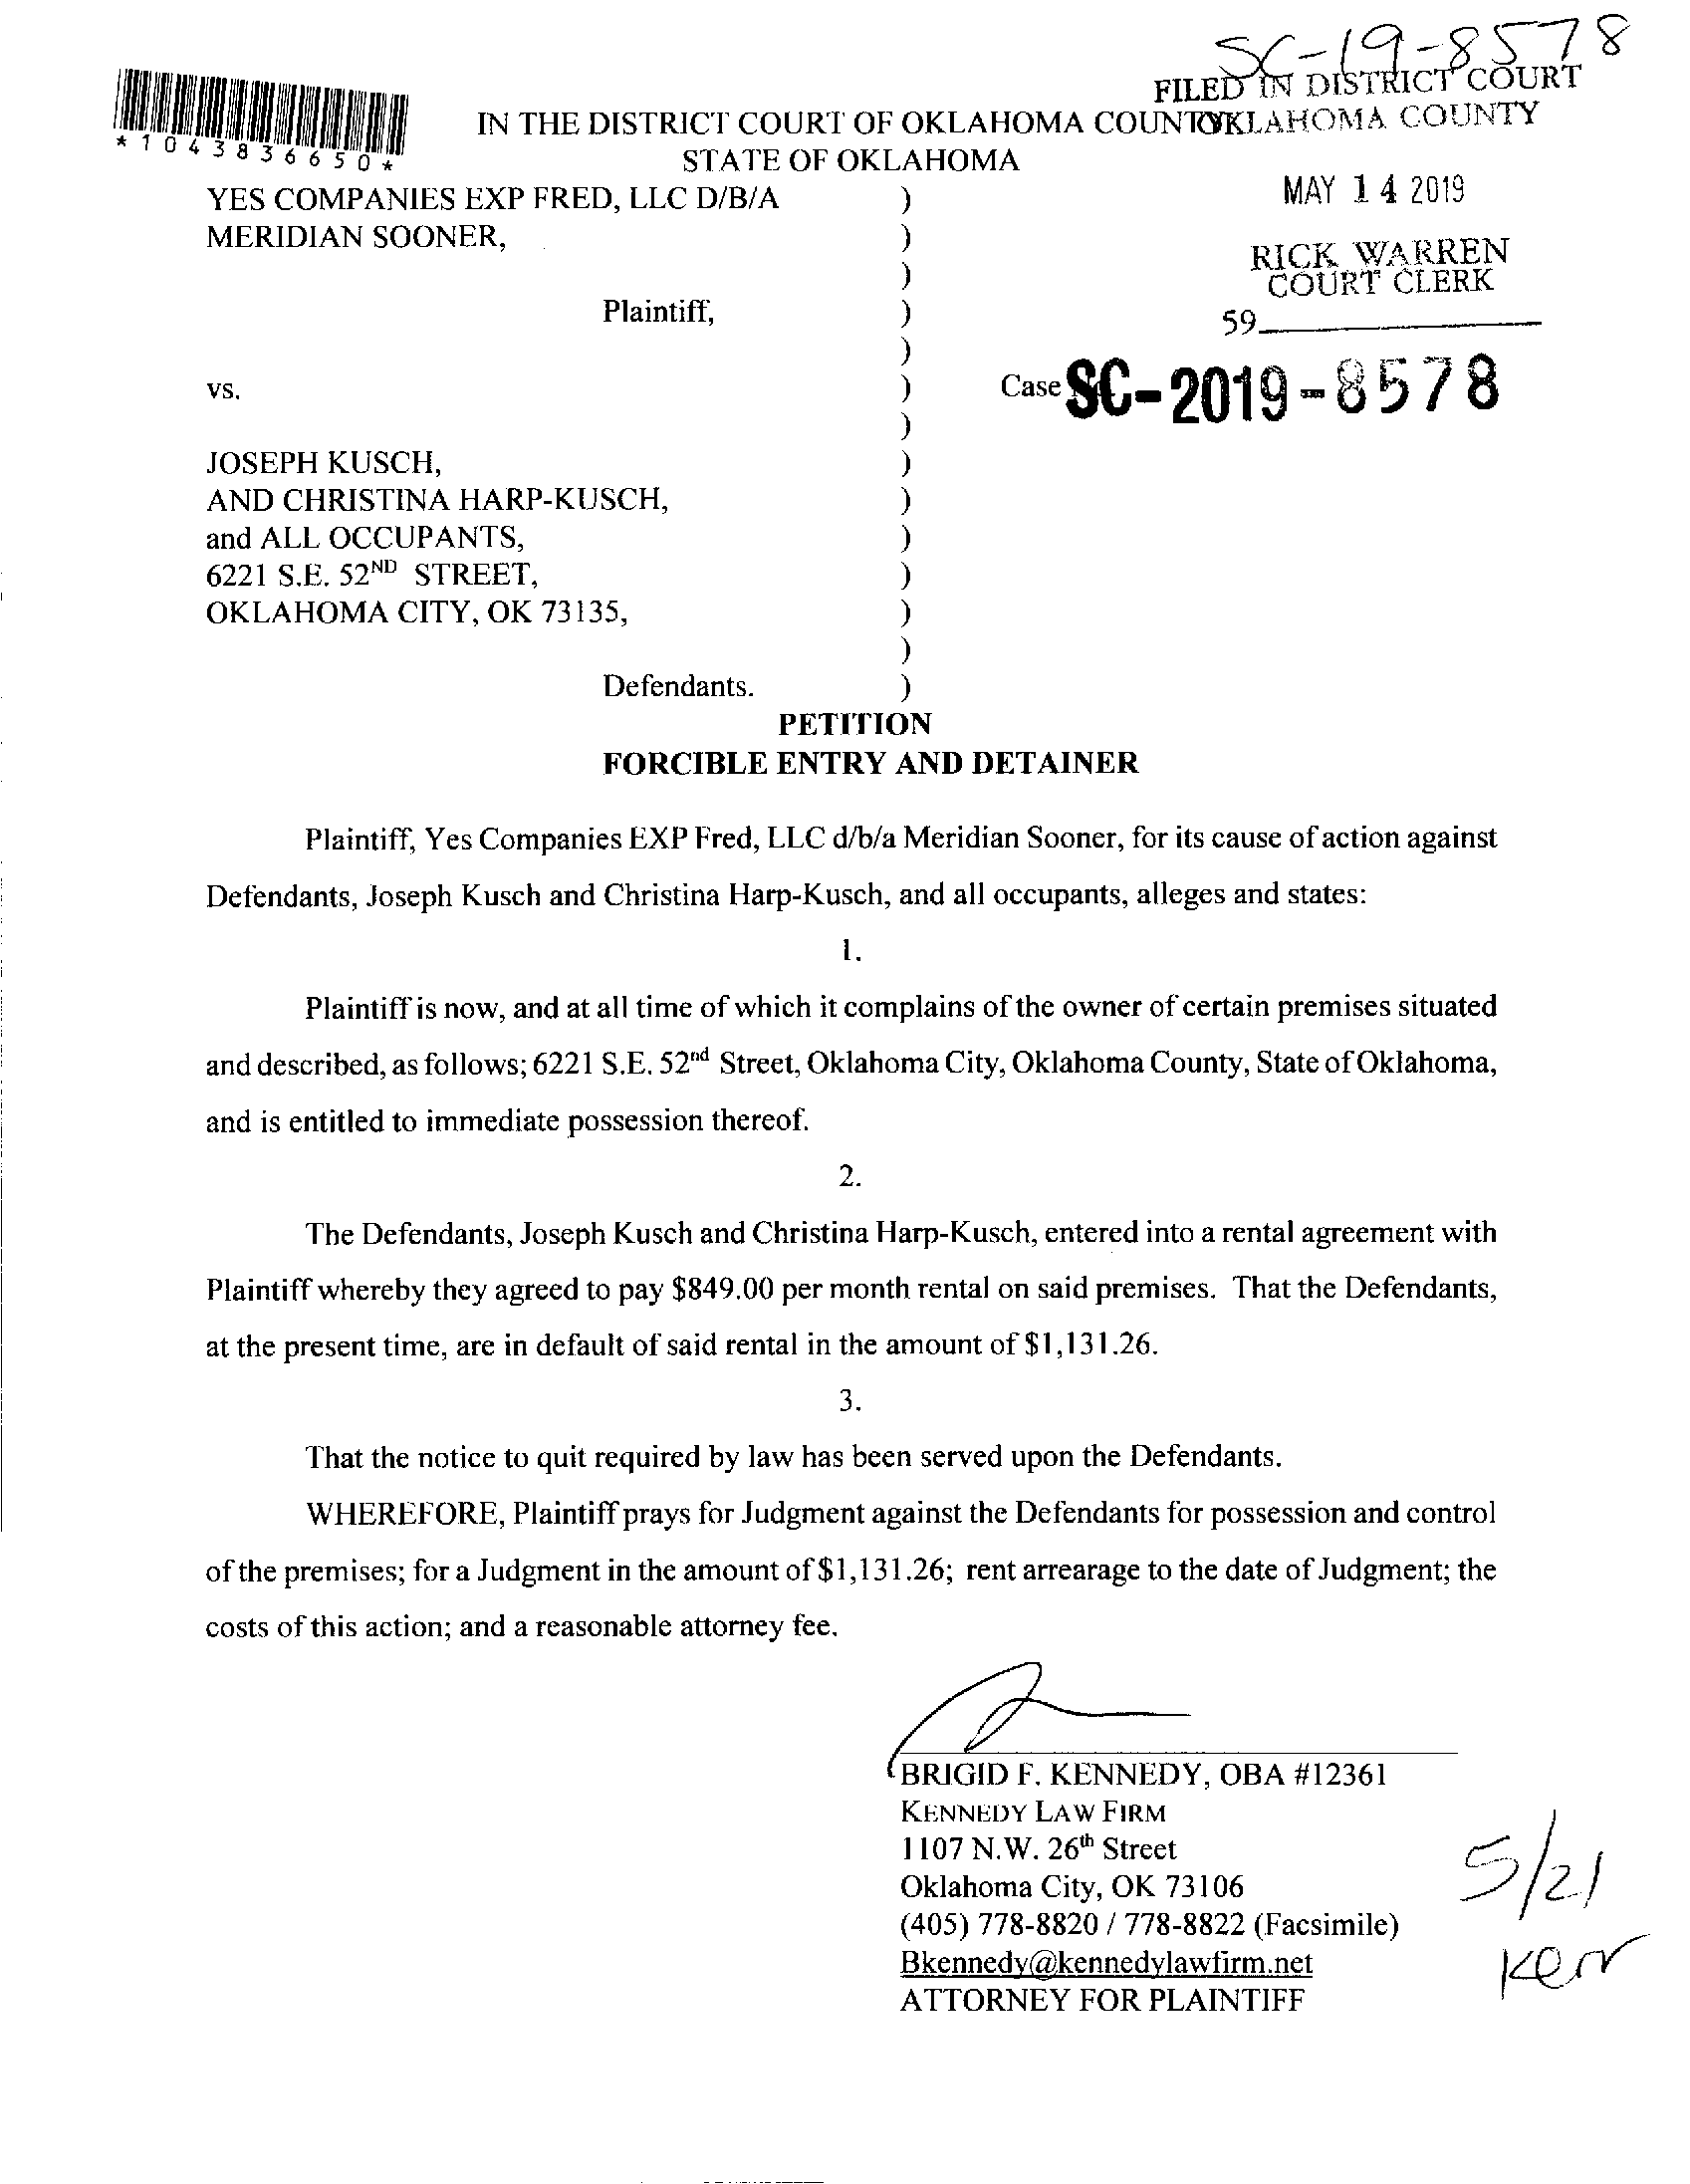 SC-19-8578
FILED IN DISTRICT COURT
OKLAHOMA COUNTY
*1043836650*
IN THE DISTRICT COURT OF OKLAHOMA COUNTY
STATE OF OKLAHOMA
MAY 14 2019
RICK WARREN
COURT CLERK
59
YES COMPANIES EXP FRED, LLC D/B/A )
MERIDIAN SOONER, )
)
Plaintiff, )
)
vs. ) Case SC-2019-8578
)
JOSEPH KUSCH, )
AND CHRISTINA HARP-KUSCH, )
and ALL OCCUPANTS, )
6221 S.E. 52ND STREET, )
OKLAHOMA CITY, OK 73135, )
)
Defendants. )
PETITION
FORCIBLE ENTRY AND DETAINER
Plaintiff, Yes Companies EXP Fred, LLC d/b/a Meridian Sooner, for its cause of action against
Defendants, Joseph Kusch and Christina Harp-Kusch, and all occupants, alleges and states:
1.
Plaintiff is now, and at all time of which it complains of the owner of certain premises situated
and described, as follows; 6221 S.E. 52nd Street, Oklahoma City, Oklahoma County, State of Oklahoma,
and is entitled to immediate possession thereof.
2.
The Defendants, Joseph Kusch and Christina Harp-Kusch, entered into a rental agreement with
Plaintiff whereby they agreed to pay $849.00 per month rental on said premises. That the Defendants,
at the present time, are in default of said rental in the amount of $1,131.26.
3.
That the notice to quit required by law has been served upon the Defendants.
WHEREFORE, Plaintiff prays for Judgment against the Defendants for possession and control
of the premises; for a Judgment in the amount of $1,131.26; rent arrearage to the date of Judgment; the
costs of this action; and a reasonable attorney fee.
BRIGID F. KENNEDY, OBA #12361
KENNEDY LAW FIRM
1107 N.W. 26th Street
Oklahoma City, OK 73106
(405) 778-8820 / 778-8822 (Facsimile)
Bkennedy@kennedylawfirm.net
ATTORNEY FOR PLAINTIFF
5/21
Kerr